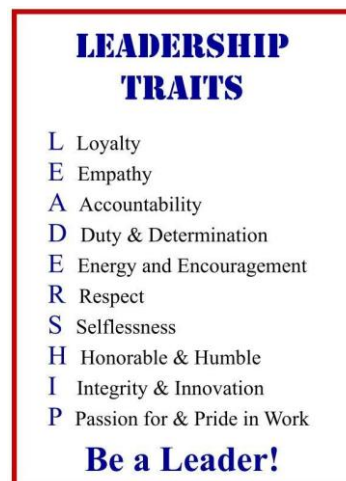 LEADERSHIP
TRAITS
L Loyalty
E Empathy
A Accountability
D Duty & Determination
E Energy and Encouragement
R Respect
S Selflessness
H Honorable & Humble
I Integrity & Innovation
P Passion for & Pride in Work
Be a Leader!